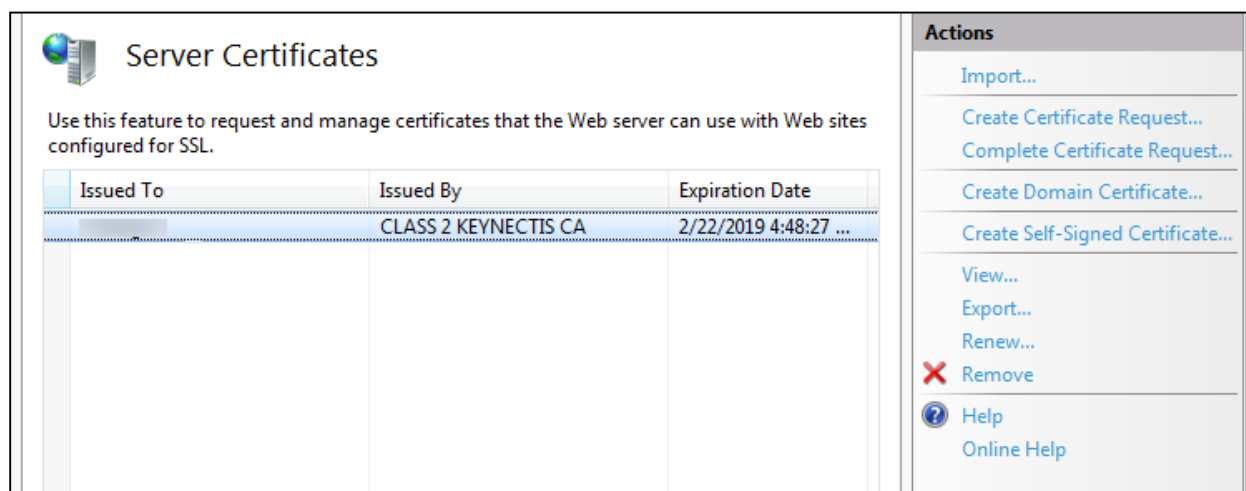 Server Certificates
Use this feature to request and manage certificates that the Web server can use with Web sites
configured for SSL.
Issued To Issued By Expiration Date
CLASS 2 KEYNECTIS CA 2/22/2019 4:48:27 ...
Actions
Import...
Create Certificate Request...
Complete Certificate Request...
Create Domain Certificate...
Create Self-Signed Certificate...
View...
Export...
Renew...
Remove
Help
Online Help